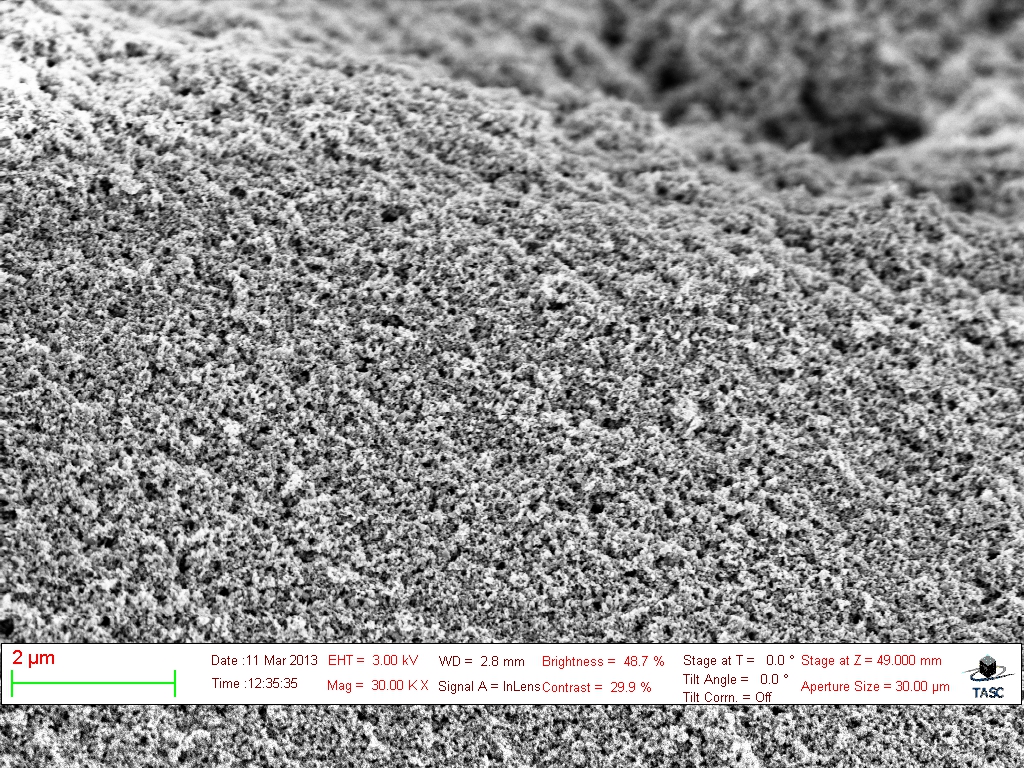 2 µm
Date :11 Mar 2013 EHT = 3.00 kV WD = 2.8 mm Brightness = 48.7 % Stage at T = 0.0 ° Stage at Z = 49.000 mm
Time :12:35:35 Mag = 30.00 K X Signal A = InLens Contrast = 29.9 % Tilt Angle = 0.0 ° Aperture Size = 30.00 µm
Tilt Corrn. = Off
TASC